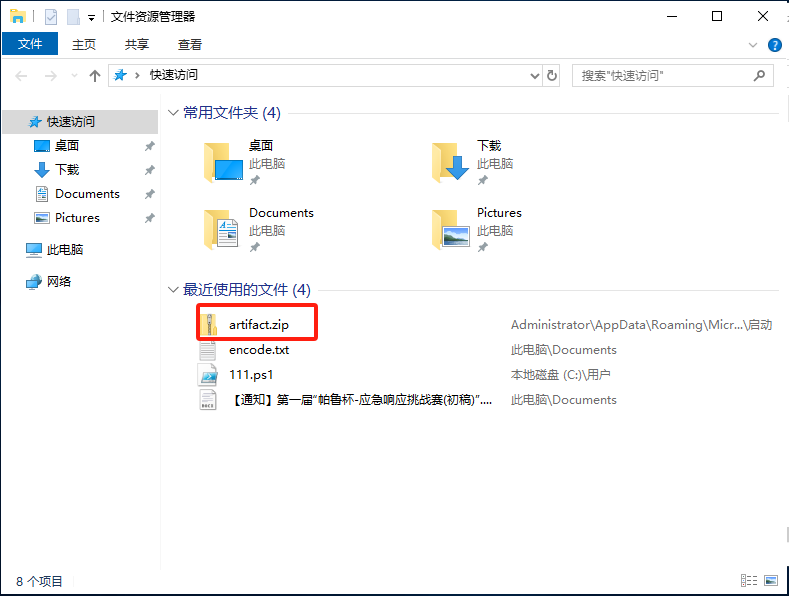 文件资源管理器
文件 主页 共享 查看
快速访问
搜索"快速访问"
快速访问
桌面
下载
Documents
Pictures
此电脑
网络
常用文件夹 (4)
桌面
此电脑
下载
此电脑
Documents
此电脑
Pictures
此电脑
最近使用的文件 (4)
artifact.zip Administrator\AppData\Roaming\Micr...\启动
encode.txt 此电脑\Documents
111.ps1 本地磁盘 (C:)\用户
【通知】第一届"帕鲁杯-应急响应挑战赛(初稿)".... 此电脑\Documents
8 个项目